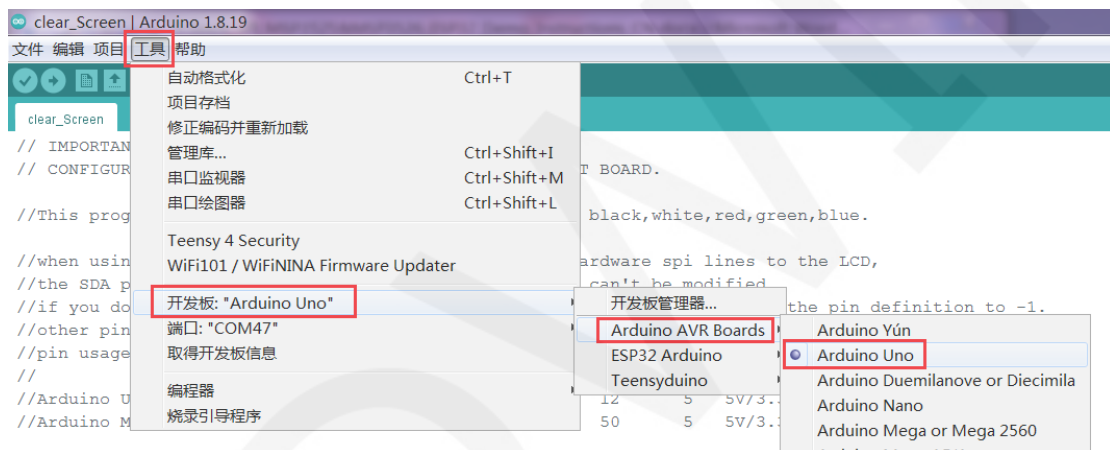 clear_Screen | Arduino 1.8.19
文件 编辑 项目 工具 帮助
clear_Screen
自动格式化 Ctrl+T
项目存档
修正编码并重新加载
管理库... Ctrl+Shift+I
串口监视器 Ctrl+Shift+M
串口绘图器 Ctrl+Shift+L
Teensy 4 Security
WiFi101 / WiFiNINA Firmware Updater
开发板: "Arduino Uno"
端口: "COM47"
取得开发板信息
编程器
烧录引导程序
开发板管理器...
Arduino AVR Boards
ESP32 Arduino
Teensyduino
Arduino Yún
Arduino Uno
Arduino Duemilanove or Diecimila
Arduino Nano
Arduino Mega or Mega 2560
// IMPORTAN
// CONFIGUR T BOARD.
//This prog black,white,red,green,blue.
//when usin ardware spi lines to the LCD,
//the SDA p can't be modified
//if you do the pin definition to -1.
//other pin
//pin usage
//
//Arduino U 12 5 5V/3.
//Arduino M 50 5 5V/3.